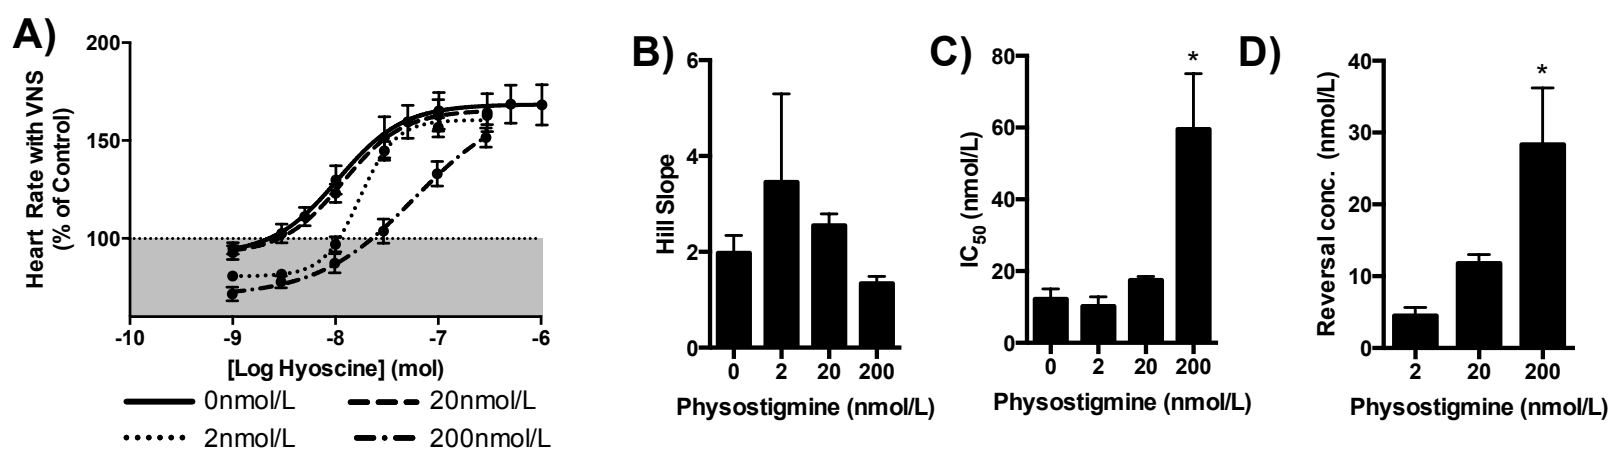 A)
Heart Rate with VNS
(% of Control)
200
150
100
-10
-9
-8
-7
-6
[Log Hyoscine] (mol)
0nmol/L
20nmol/L
2nmol/L
200nmol/L
B)
Hill Slope
6
4
2
0
0
2
20
200
Physostigmine (nmol/L)
C)
IC50 (nmol/L)
80
60
40
20
0
*
0
2
20
200
Physostigmine (nmol/L)
D)
Reversal conc. (nmol/L)
40
30
20
10
0
*
2
20
200
Physostigmine (nmol/L)